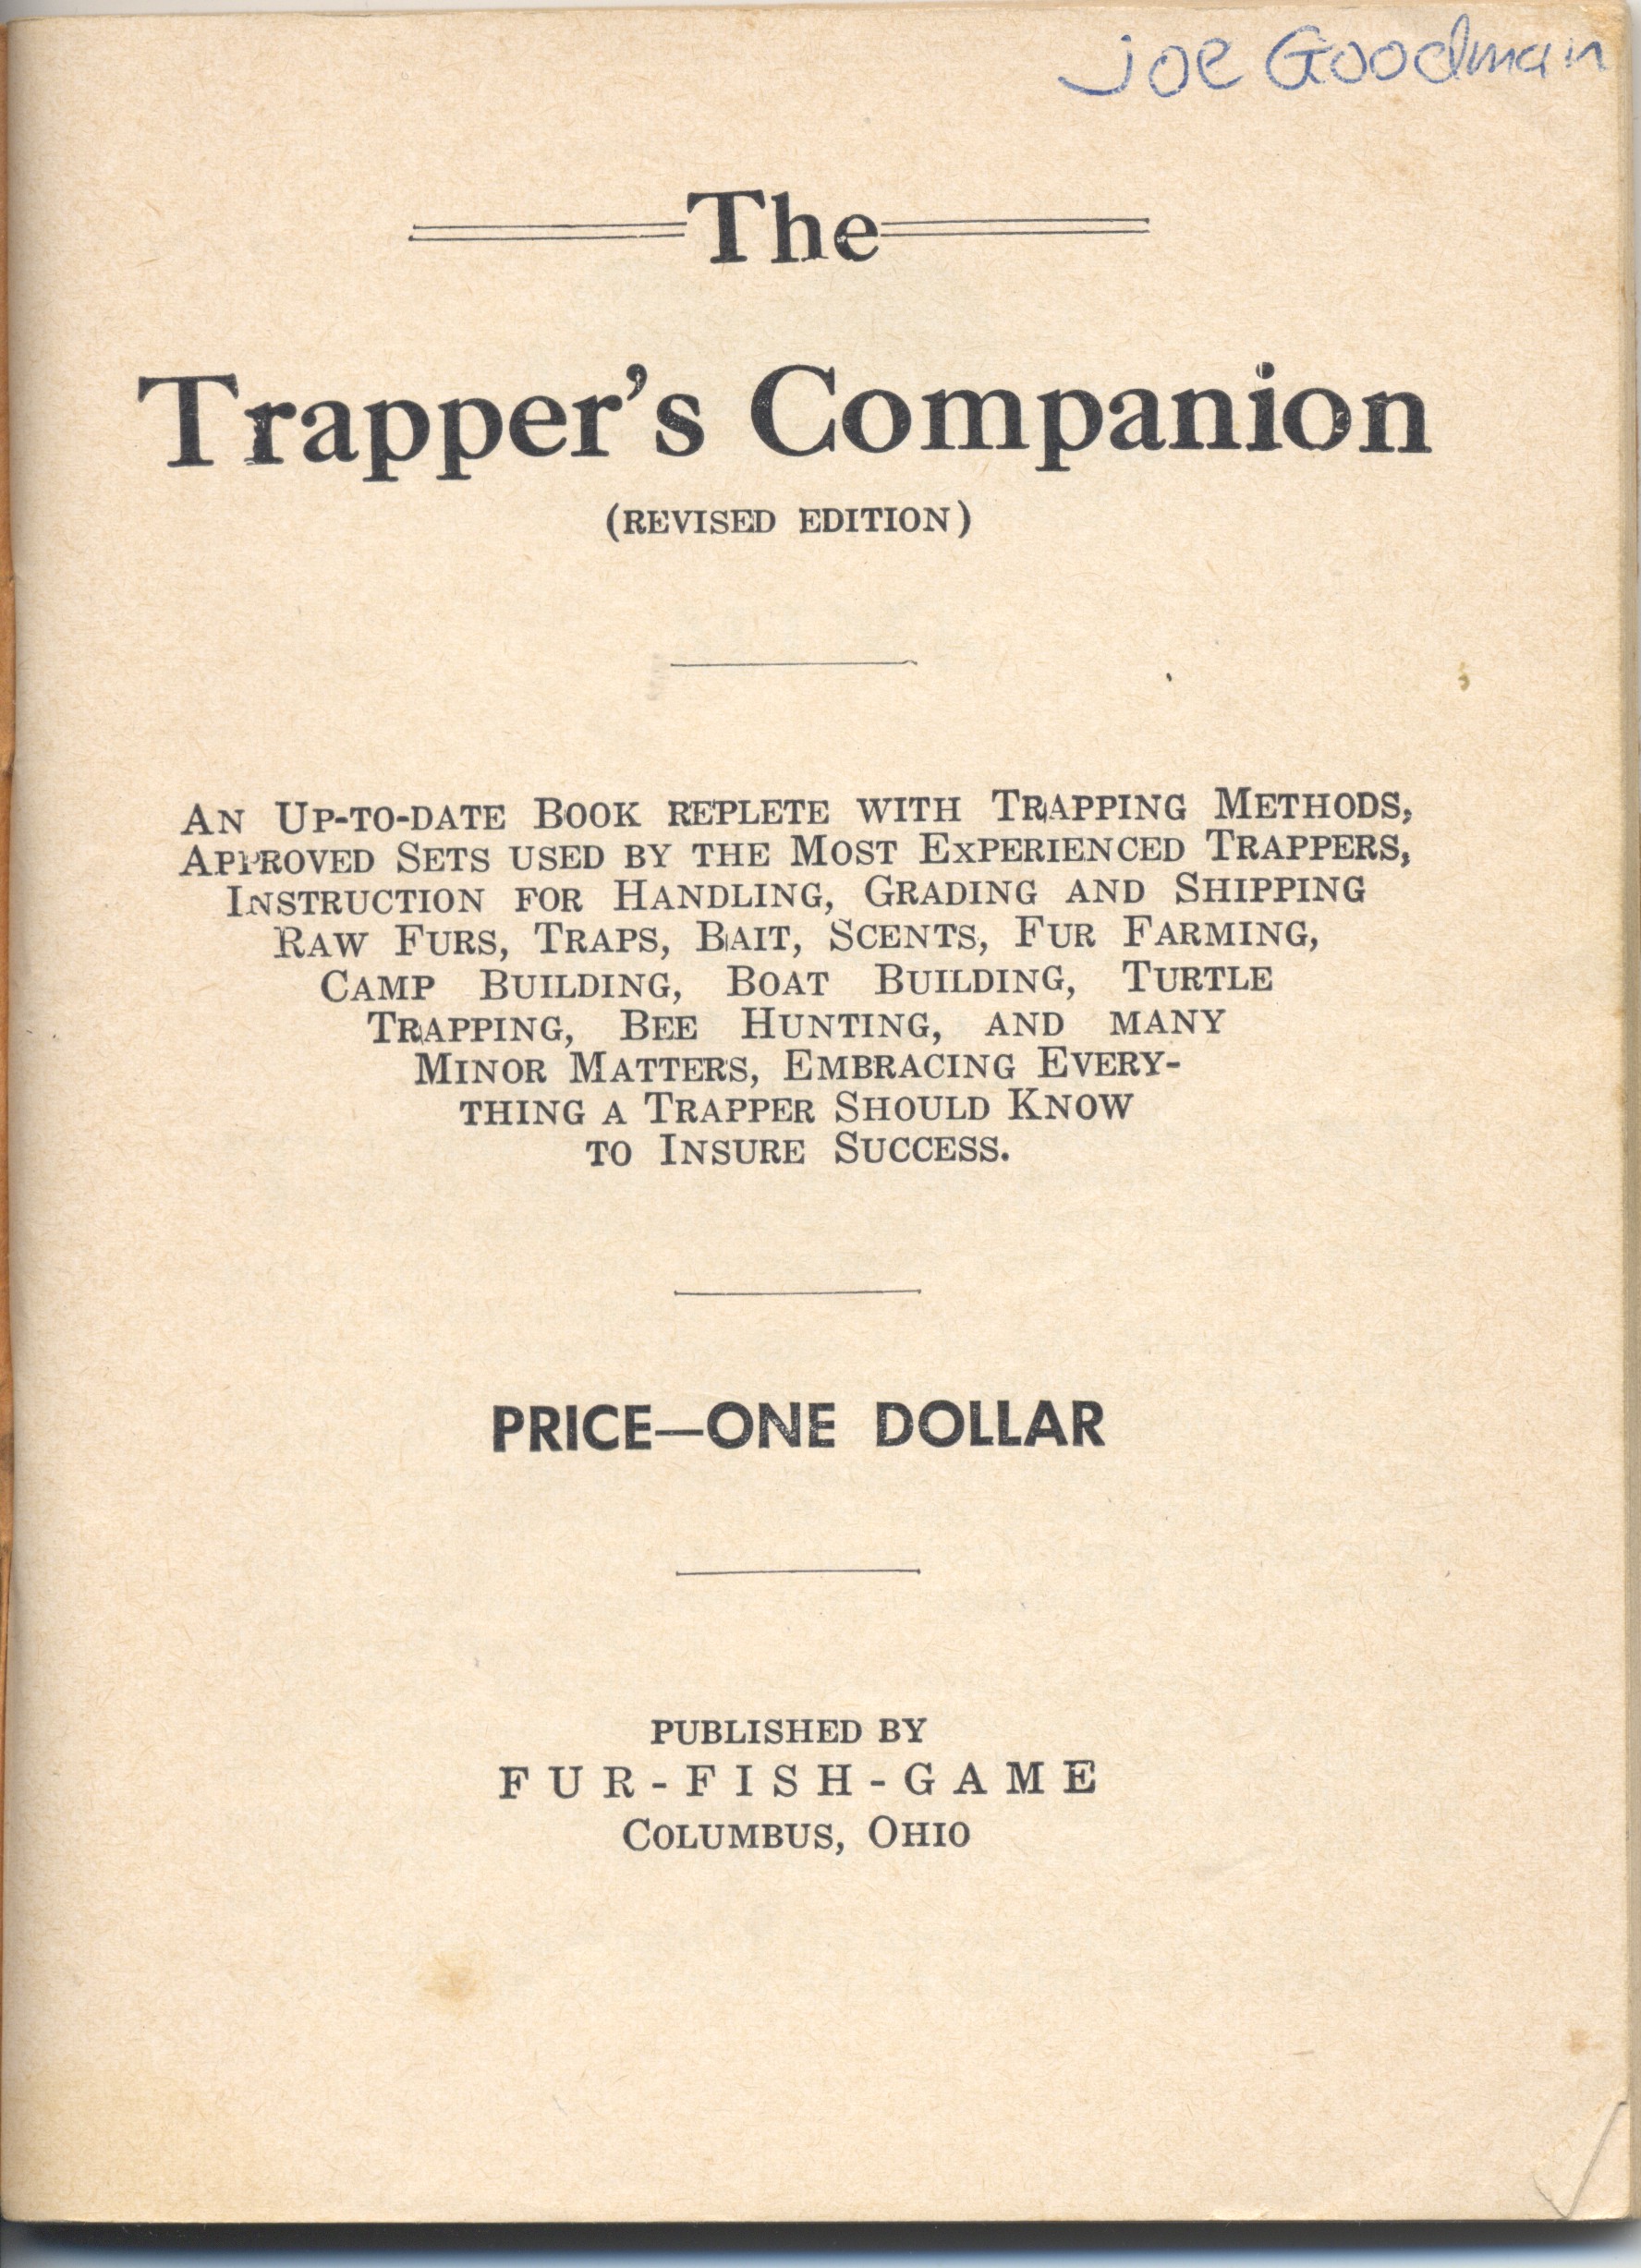 Joe Goodman
The
Trapper's Companion
(REVISED EDITION)
AN UP-TO-DATE BOOK REPLETE WITH TRAPPING METHODS,
APPROVED SETS USED BY THE MOST EXPERIENCED TRAPPERS,
INSTRUCTION FOR HANDLING, GRADING AND SHIPPING
RAW FURS, TRAPS, BAIT, SCENTS, FUR FARMING,
CAMP BUILDING, BOAT BUILDING, TURTLE
TRAPPING, BEE HUNTING, AND MANY
MINOR MATTERS, EMBRACING EVERY-
THING A TRAPPER SHOULD KNOW
TO INSURE SUCCESS.
PRICE—ONE DOLLAR
PUBLISHED BY
FUR-FISH-GAME
COLUMBUS, OHIO